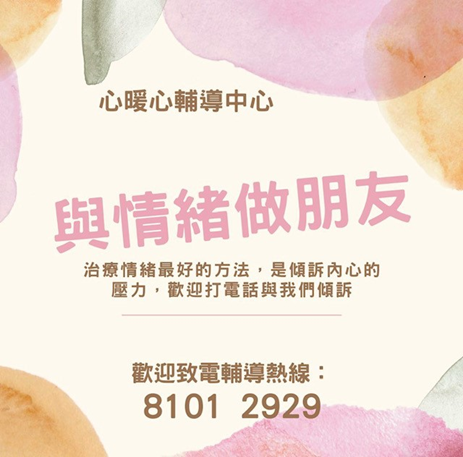 心暖心輔導中心
與情緒做朋友
治療情緒最好的方法，是傾訴內心的
壓力，歡迎打電話與我們傾訴
歡迎致電輔導熱線：
8101 2929